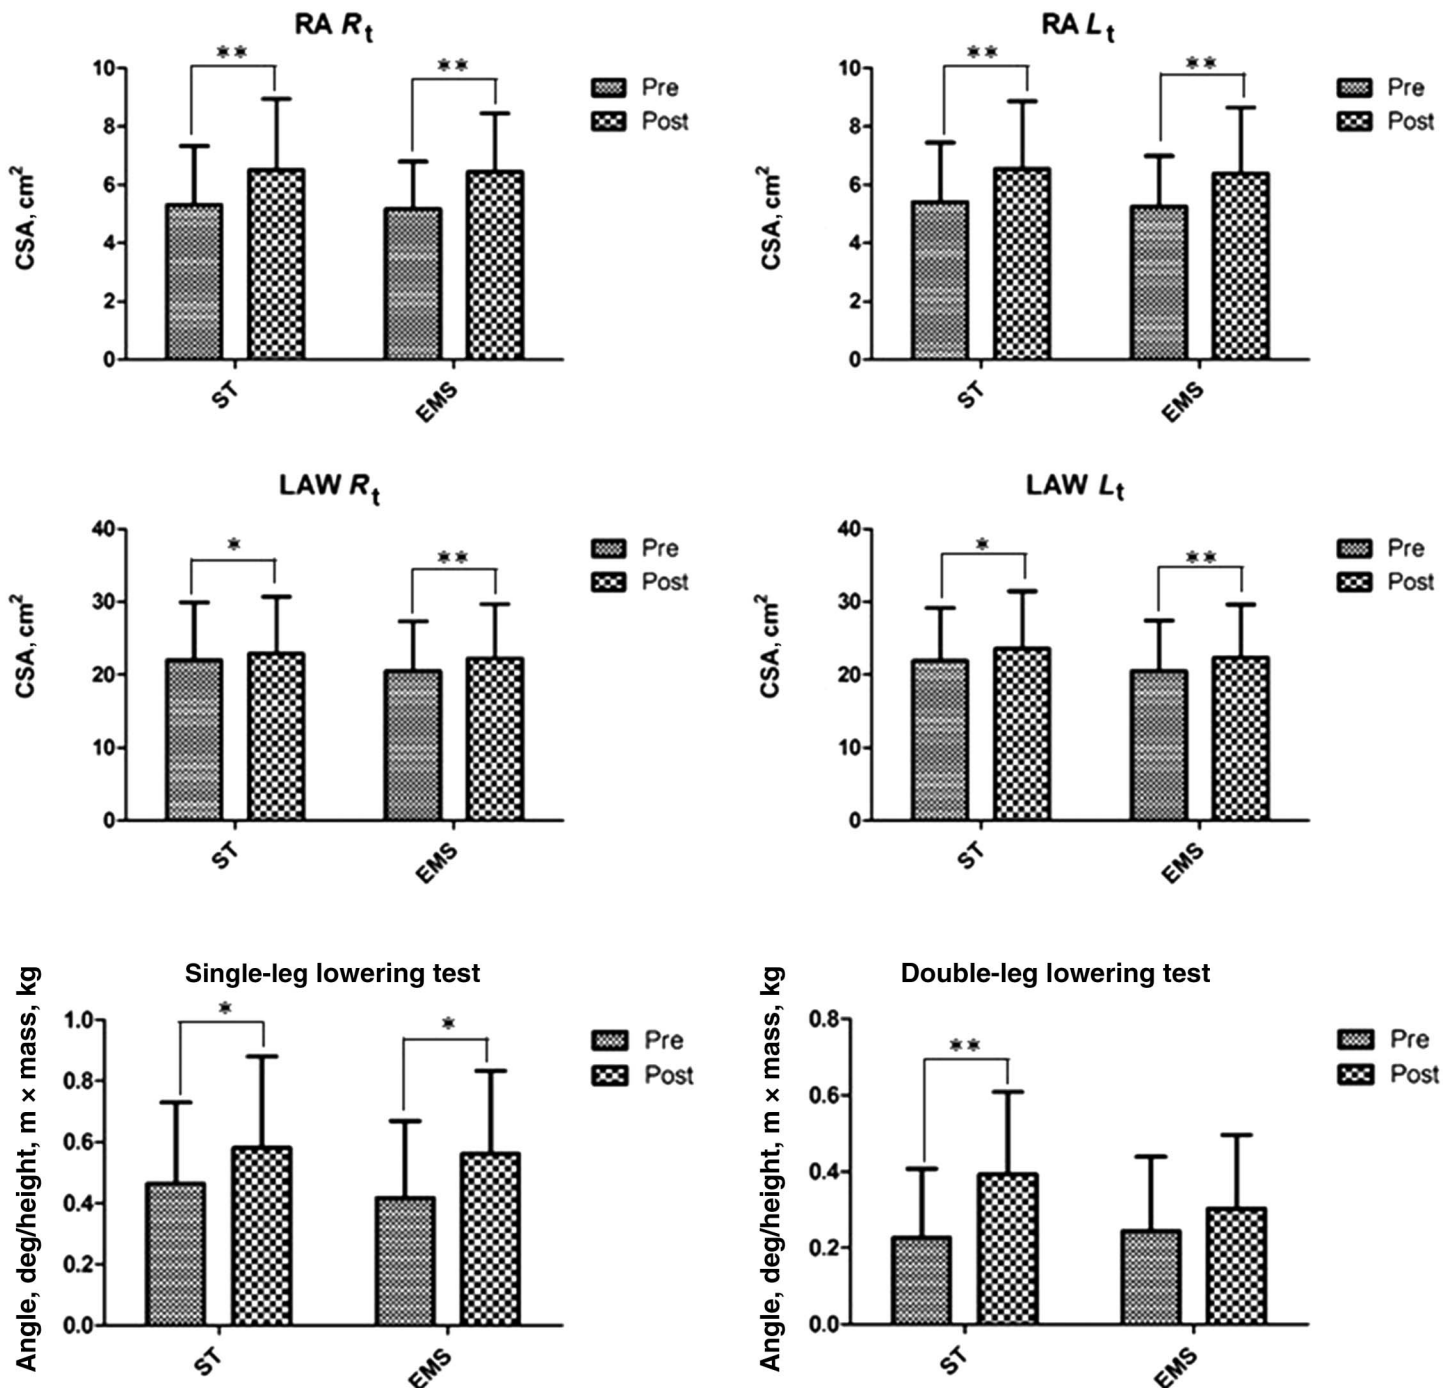 RA Rt
**
**
10
8
6
4
2
0
CSA, cm2
ST
EMS
Pre
Post
RA Lt
**
**
10
8
6
4
2
0
CSA, cm2
ST
EMS
Pre
Post
LAW Rt
*
**
40
30
20
10
0
CSA, cm2
ST
EMS
Pre
Post
LAW Lt
*
**
40
30
20
10
0
CSA, cm2
ST
EMS
Pre
Post
Single-leg lowering test
*
*
1.0
0.8
0.6
0.4
0.2
0.0
Angle, deg/height, m × mass, kg
ST
EMS
Pre
Post
Double-leg lowering test
**
0.8
0.6
0.4
0.2
0.0
Angle, deg/height, m × mass, kg
ST
EMS
Pre
Post